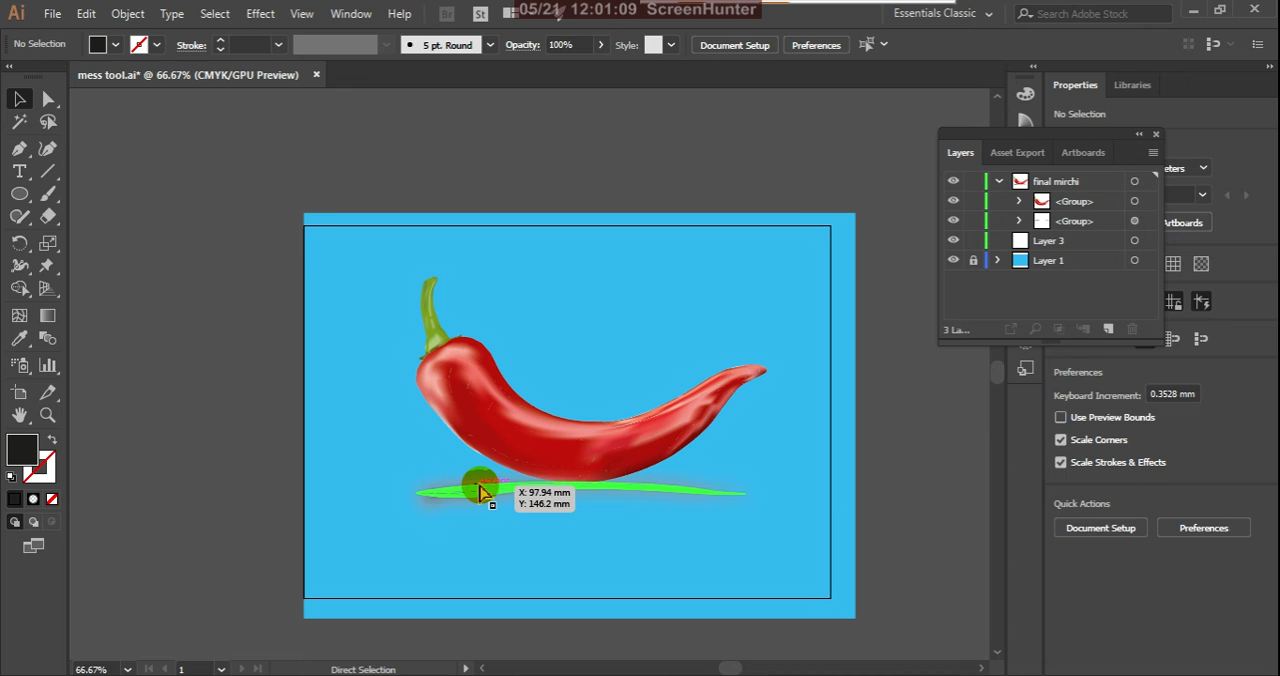 05/21 12:01:09 ScreenHunter
Ai File Edit Object Type Select Effect View Window Help Br St Essentials Classic Search Adobe Stock
No Selection Stroke: 5 pt. Round Opacity: 100% Style: Document Setup Preferences
mess tool.ai* @ 66.67% (CMYK/GPU Preview)
Properties Libraries
No Selection
Layers Asset Export Artboards
final mirchi
<Group>
<Group>
Layer 3
Layer 1
3 La...
eters
Artboards
Preferences
Keyboard Increment: 0.3528 mm
Use Preview Bounds
Scale Corners
Scale Strokes & Effects
Quick Actions
Document Setup Preferences
X: 97.94 mm
Y: 146.2 mm
66.67% 1 Direct Selection